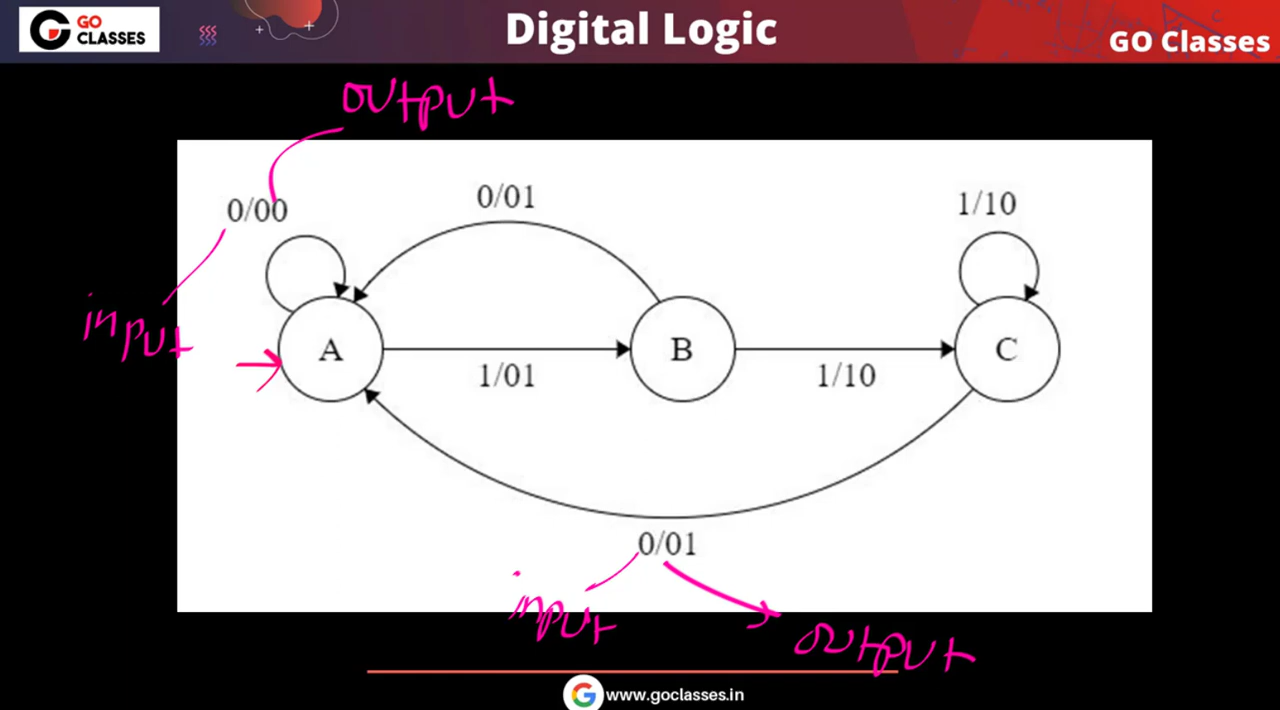 GO
CLASSES
Digital Logic
GO Classes
output
0/00
0/01
1/10
input
A
B
C
1/01
1/10
0/01
input
output
www.goclasses.in